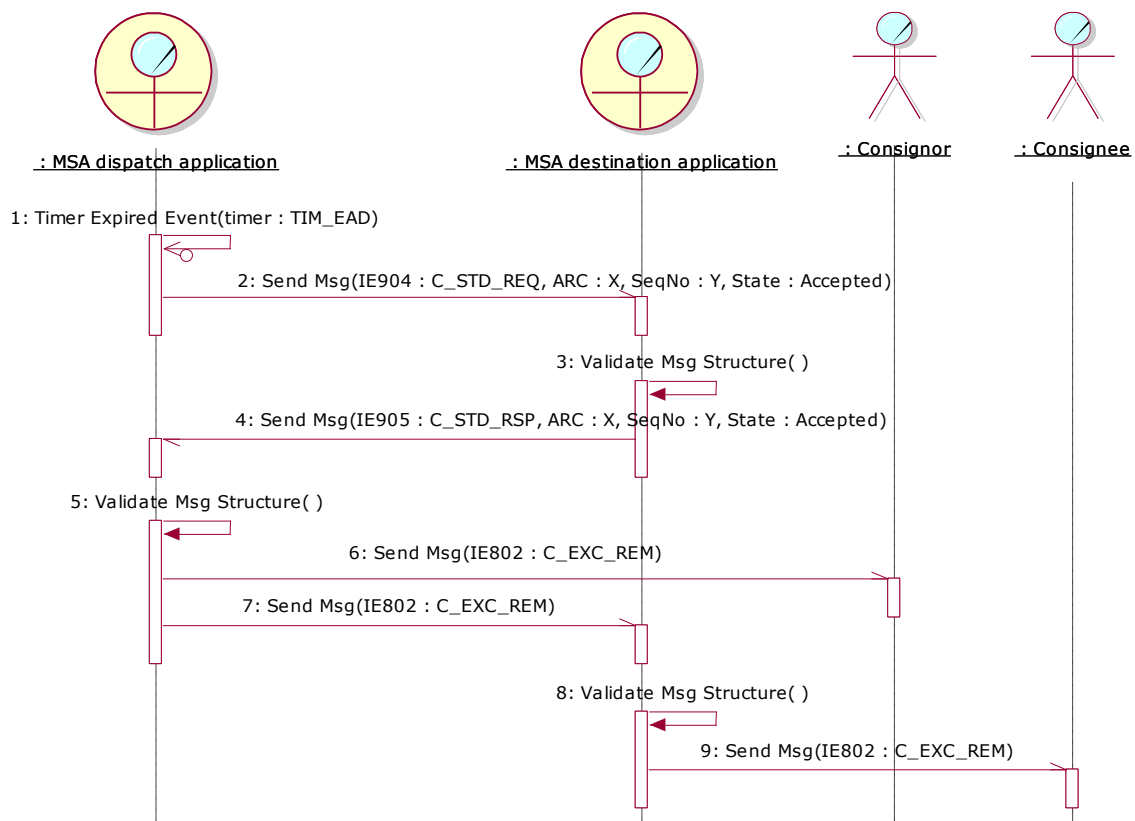 : MSA dispatch application
: MSA destination application
: Consignor
: Consignee
1: Timer Expired Event(timer : TIM_EAD)
2: Send Msg(IE904 : C_STD_REQ, ARC : X, SeqNo : Y, State : Accepted)
3: Validate Msg Structure( )
4: Send Msg(IE905 : C_STD_RSP, ARC : X, SeqNo : Y, State : Accepted)
5: Validate Msg Structure( )
6: Send Msg(IE802 : C_EXC_REM)
7: Send Msg(IE802 : C_EXC_REM)
8: Validate Msg Structure( )
9: Send Msg(IE802 : C_EXC_REM)